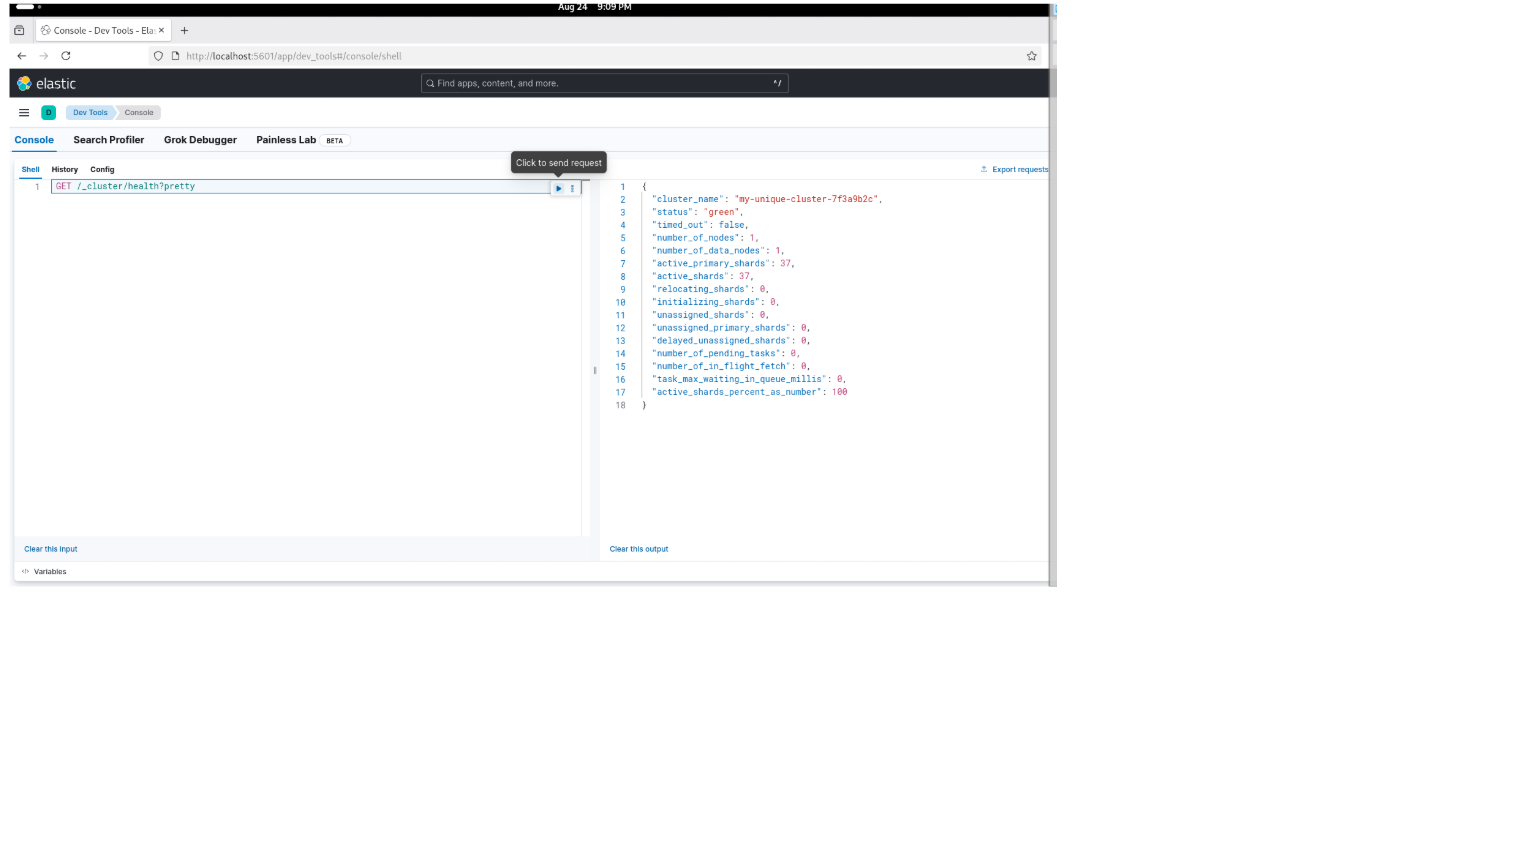 Aug 24 9:09 PM
Console - Dev Tools - Elas
http://localhost:5601/app/dev_tools#/console/shell
elastic
Find apps, content, and more.
^/
D Dev Tools Console
Console Search Profiler Grok Debugger Painless Lab BETA
Click to send request
Shell History Config
Export requests
1 GET /_cluster/health?pretty
1 {
2 "cluster_name": "my-unique-cluster-7f3a9b2c",
3 "status": "green",
4 "timed_out": false,
5 "number_of_nodes": 1,
6 "number_of_data_nodes": 1,
7 "active_primary_shards": 37,
8 "active_shards": 37,
9 "relocating_shards": 0,
10 "initializing_shards": 0,
11 "unassigned_shards": 0,
12 "unassigned_primary_shards": 0,
13 "delayed_unassigned_shards": 0,
14 "number_of_pending_tasks": 0,
15 "number_of_in_flight_fetch": 0,
16 "task_max_waiting_in_queue_millis": 0,
17 "active_shards_percent_as_number": 100
18 }
Clear this input
Clear this output
Variables